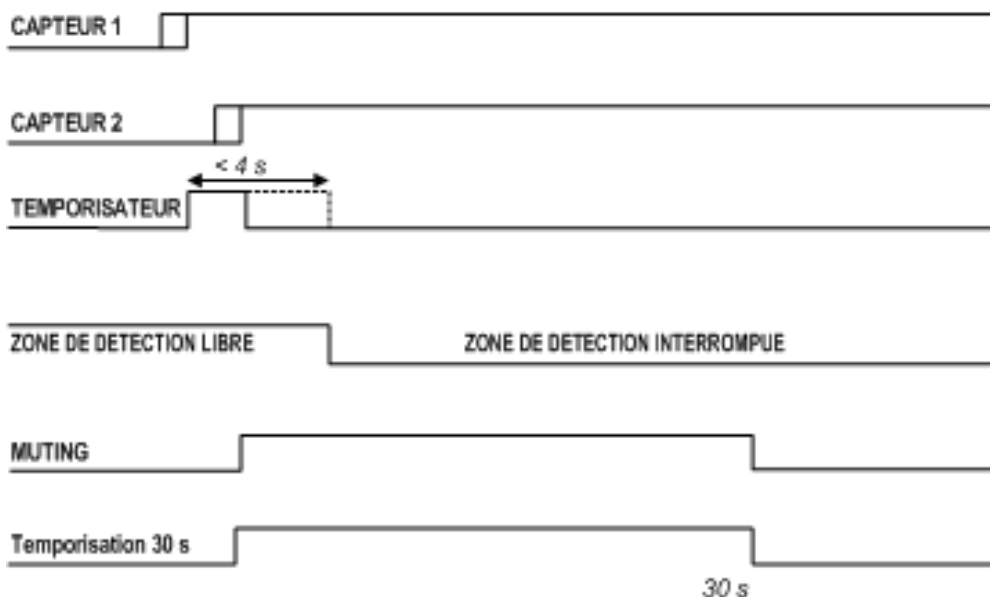 CAPTEUR 1
CAPTEUR 2
< 4 s
TEMPORISATEUR
ZONE DE DETECTION LIBRE
ZONE DE DETECTION INTERROMPUE
MUTING
Temporisation 30 s
30 s